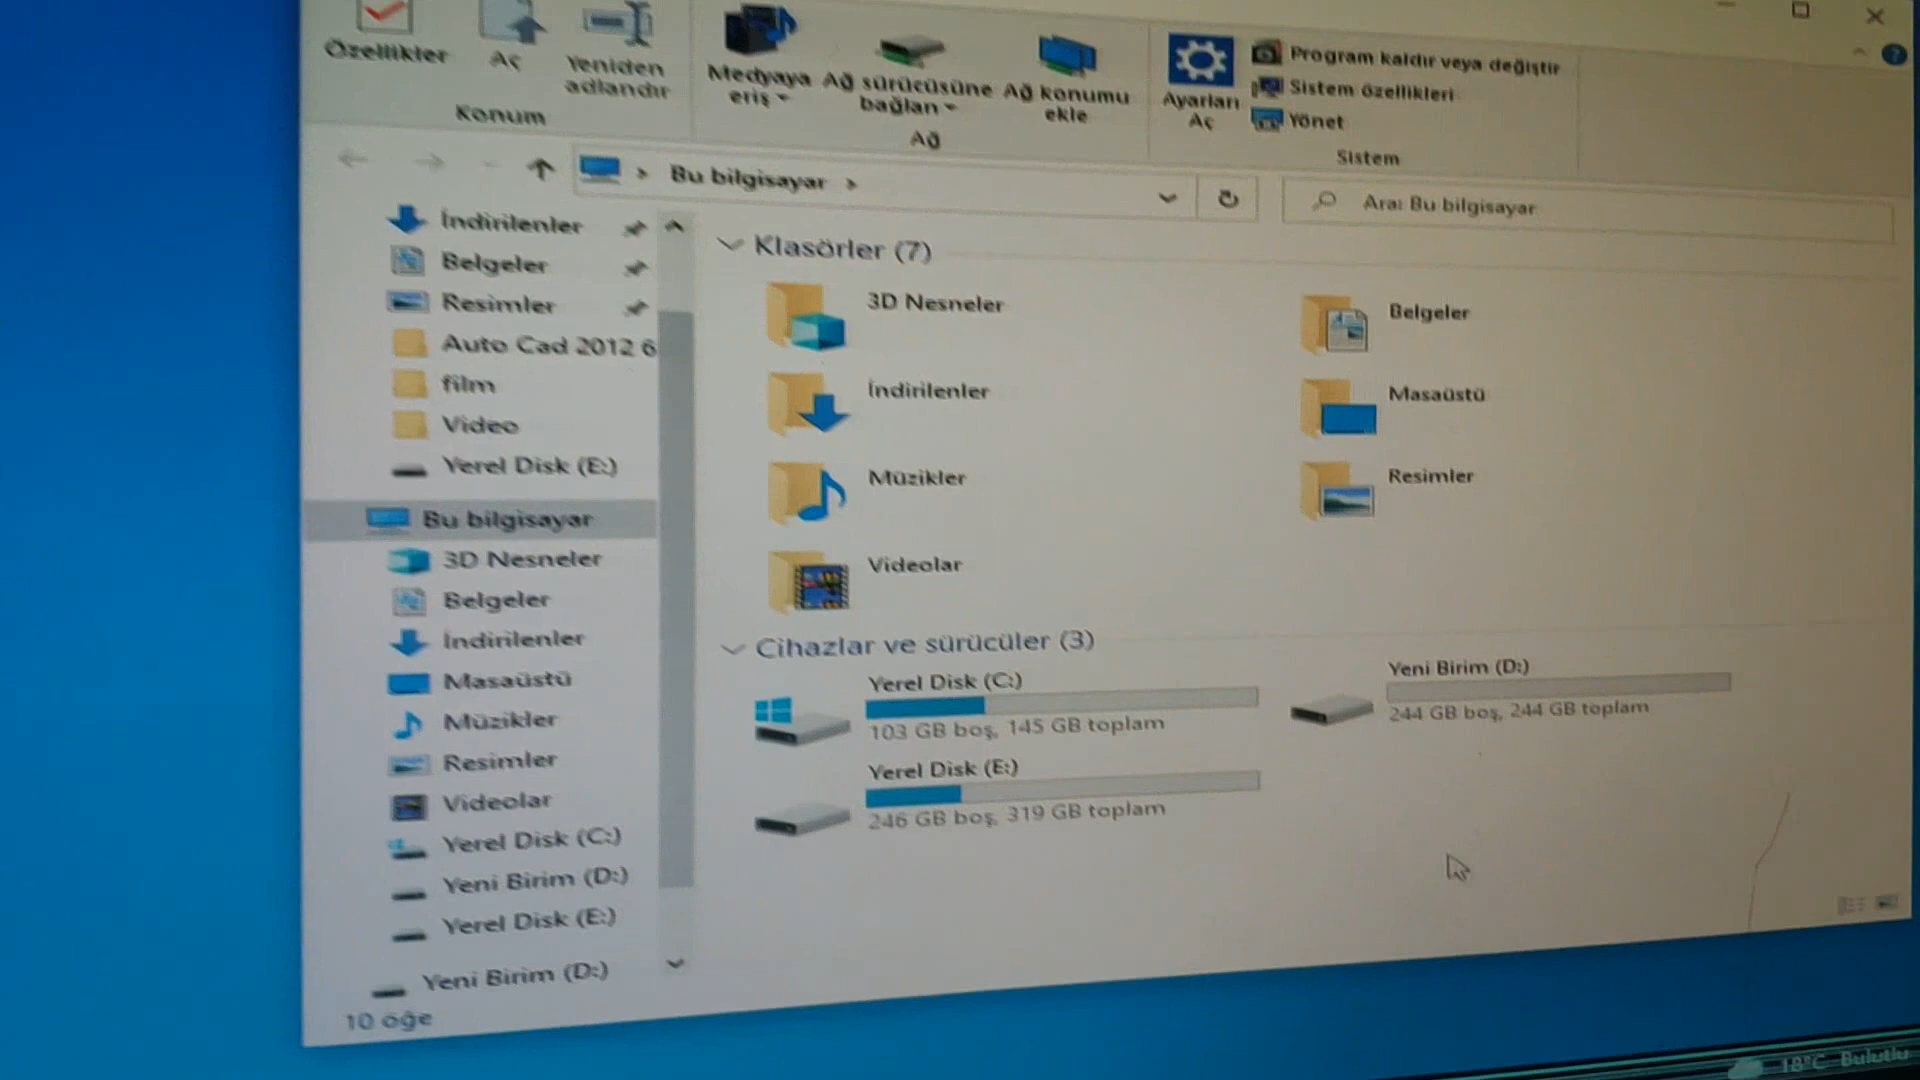 Özellikler
Aç
Yeniden
adlandır
Konum
Medyaya
eriş
Ağ sürücüsüne
bağlan
Ağ konumu
ekle
Ağ
Ayarları
Aç
Program kaldır veya değiştir
Sistem özellikleri
Yönet
Sistem
Bu bilgisayar
Ara: Bu bilgisayar
İndirilenler
Belgeler
Resimler
Auto Cad 2012 6
film
Video
Yerel Disk (E:)
Bu bilgisayar
3D Nesneler
Belgeler
İndirilenler
Masaüstü
Müzikler
Resimler
Videolar
Yerel Disk (C:)
Yeni Birim (D:)
Yerel Disk (E:)
Yeni Birim (D:)
10 öğe
Klasörler (7)
3D Nesneler
Belgeler
İndirilenler
Masaüstü
Müzikler
Resimler
Videolar
Cihazlar ve sürücüler (3)
Yerel Disk (C:)
103 GB boş, 145 GB toplam
Yeni Birim (D:)
244 GB boş, 244 GB toplam
Yerel Disk (E:)
246 GB boş, 319 GB toplam
18°C Bulutlu